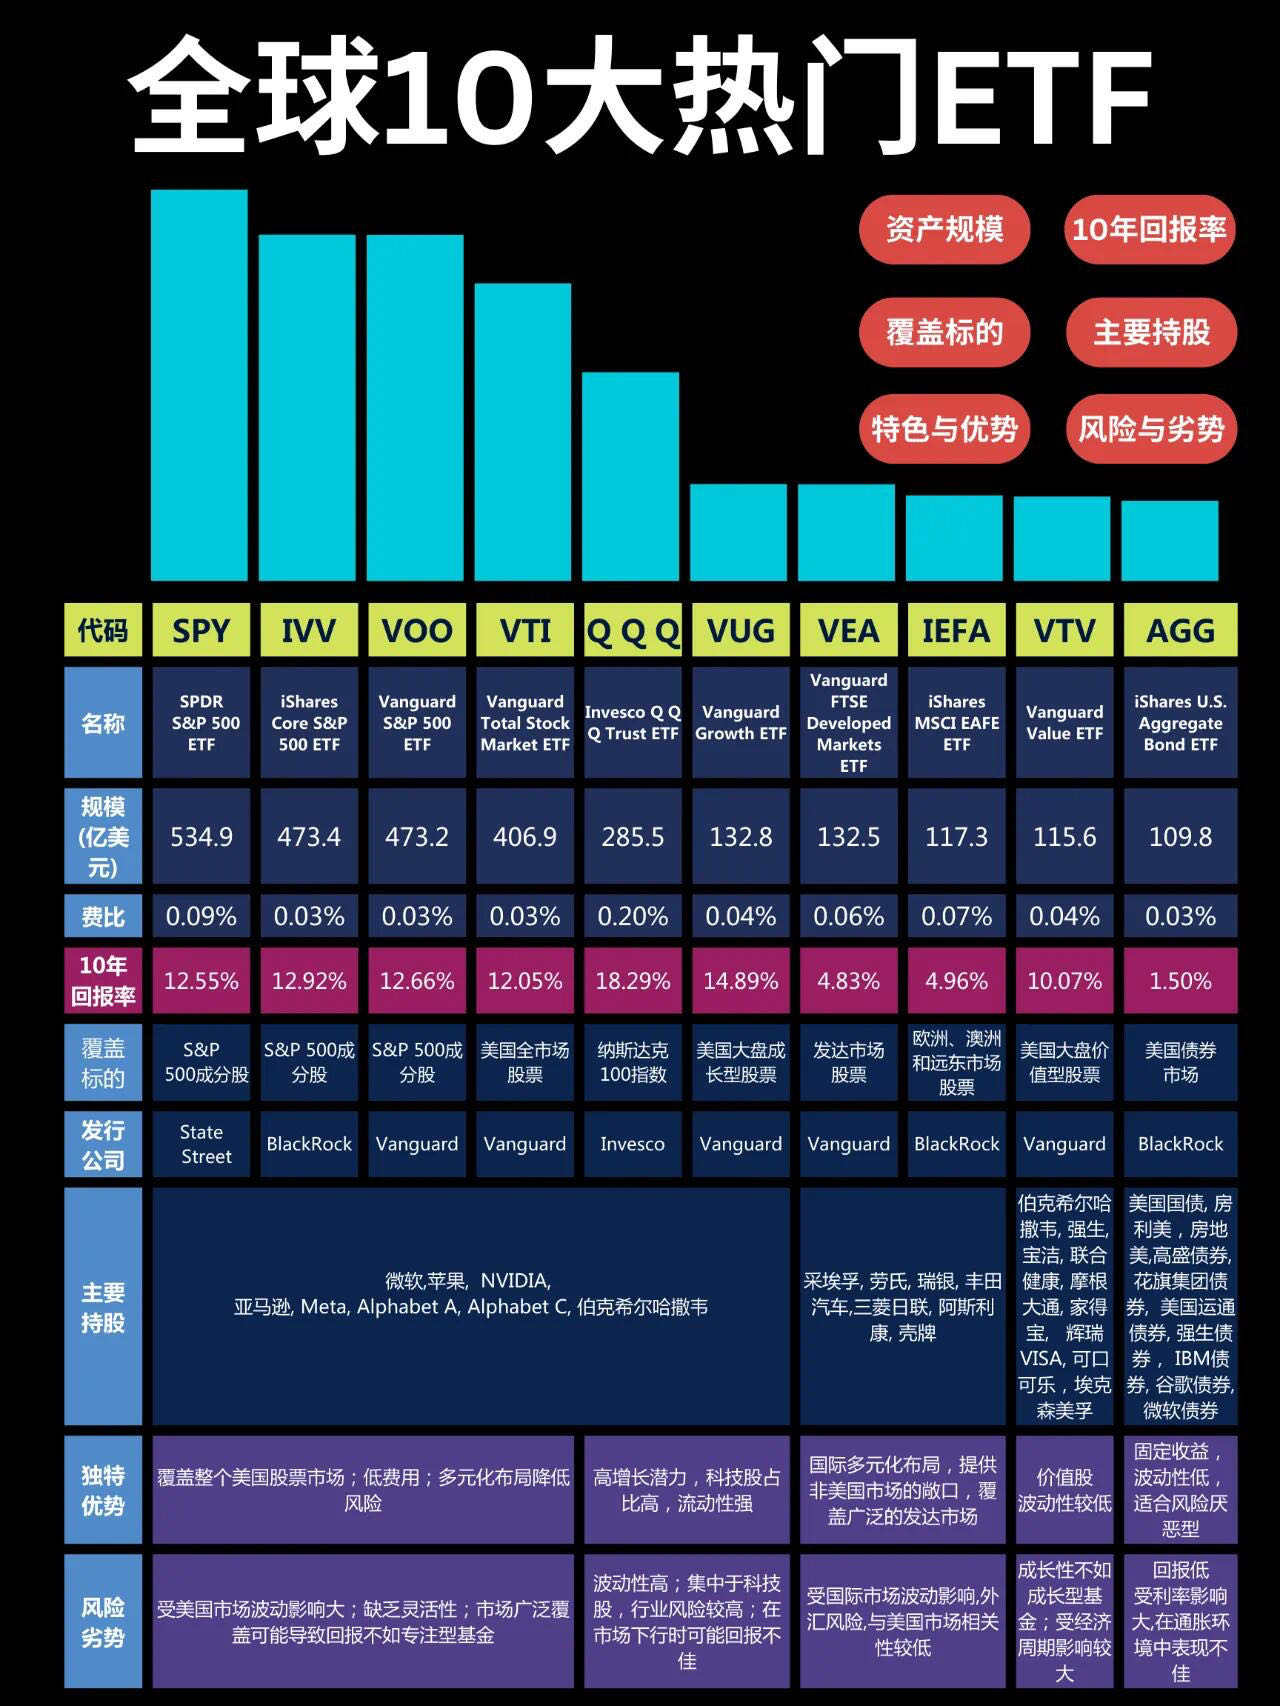 全球10大热门ETF
资产规模
10年回报率
覆盖标的
主要持股
特色与优势
风险与劣势
代码
SPY
IVV
VOO
VTI
Q Q Q
VUG
VEA
IEFA
VTV
AGG
名称
SPDR
S&P 500
ETF
iShares
Core S&P
500 ETF
Vanguard
S&P 500
ETF
Vanguard
Total Stock
Market ETF
Invesco Q Q
Q Trust ETF
Vanguard
Growth ETF
Vanguard
FTSE
Developed
Markets
ETF
iShares
MSCI EAFE
ETF
Vanguard
Value ETF
iShares U.S.
Aggregate
Bond ETF
规模
(亿美
元)
534.9
473.4
473.2
406.9
285.5
132.8
132.5
117.3
115.6
109.8
费比
0.09%
0.03%
0.03%
0.03%
0.20%
0.04%
0.06%
0.07%
0.04%
0.03%
10年
回报率
12.55%
12.92%
12.66%
12.05%
18.29%
14.89%
4.83%
4.96%
10.07%
1.50%
覆盖
标的
S&P
500成分股
S&P 500成
分股
S&P 500成
分股
美国全市场
股票
纳斯达克
100指数
美国大盘成
长型股票
发达市场
股票
欧洲、澳洲
和远东市场
股票
美国大盘价
值型股票
美国债券
市场
发行
公司
State
Street
BlackRock
Vanguard
Vanguard
Invesco
Vanguard
Vanguard
BlackRock
Vanguard
BlackRock
主要
持股
微软,苹果, NVIDIA,
亚马逊, Meta, Alphabet A, Alphabet C, 伯克希尔哈撒韦
采埃孚, 劳氏, 瑞银, 丰田
汽车,三菱日联, 阿斯利
康, 壳牌
伯克希尔哈
撒韦, 强生,
宝洁, 联合
健康, 摩根
大通, 家得
宝, 辉瑞
VISA, 可口
可乐，埃克
森美孚
美国国债, 房
利美，房地
美,高盛债券,
花旗集团债
券, 美国运通
债券, 强生债
券，IBM债
券, 谷歌债券,
微软债券
独特
优势
覆盖整个美国股票市场；低费用；多元化布局降低
风险
高增长潜力，科技股占
比高，流动性强
国际多元化布局，提供
非美国市场的敞口，覆
盖广泛的发达市场
价值股
波动性较低
固定收益，
波动性低，
适合风险厌
恶型
风险
劣势
受美国市场波动影响大；缺乏灵活性；市场广泛覆
盖可能导致回报不如专注型基金
波动性高；集中于科技
股，行业风险较高；在
市场下行时可能回报不
佳
受国际市场波动影响,外
汇风险,与美国市场相关
性较低
成长性不如
成长型基
金；受经济
周期影响较
大
回报低
受利率影响
大,在通胀环
境中表现不
佳